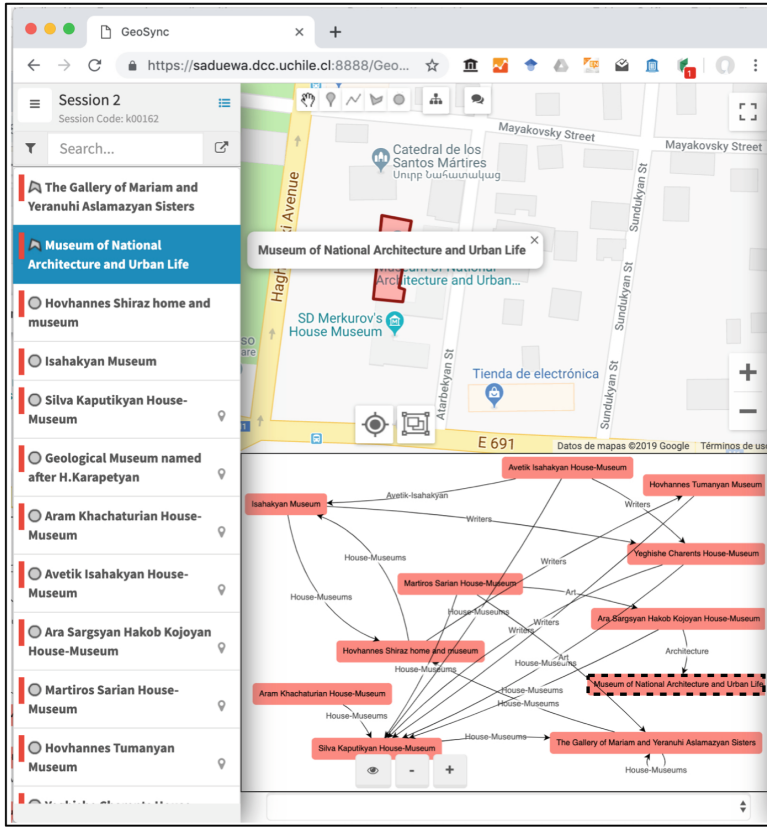 GeoSync
https://saduewa.dcc.uchile.cl:8888/Geo...
1
Session 2
Session Code: k00162
Search...
The Gallery of Mariam and
Yeranuhi Aslamazyan Sisters
Museum of National
Architecture and Urban Life
Hovhannes Shiraz home and
museum
Isahakyan Museum
Silva Kaputikyan House-
Museum
Geological Museum named
after H.Karapetyan
Aram Khachaturian House-
Museum
Avetik Isahakyan House-
Museum
Ara Sargsyan Hakob Kojoyan
House-Museum
Martiros Sarian House-
Museum
Hovhannes Tumanyan
Museum
Mayakovsky Street
Mayakovsky Street
Catedral de los
Santos Mártires
Սուրբ Նահատակաց
Sundukyan St
Museum of National Architecture and Urban Life
Architecture and Urban...
Sundukyan St
SD Merkurov's
House Museum
Atarbekyan St
Sundukyan St
Tienda de electrónica
E 691
Datos de mapas ©2019 Google
Términos de uso
Avetik Isahakyan House-Museum
Hovhannes Tumanyan Museum
Avetik-Isahakyan
Isahakyan Museum
Writers
Writers
Yeghishe Charents House-Museum
House-Museums
Writers
Martiros Sarian House-Museum
Art
House-Museums
House-Museums
Ara Sargsyan Hakob Kojoyan House-Museum
Writers
Writers
Hovhannes Shiraz home and museum
Architecture
Art
House-Museums
House-Museums
Museum of National Architecture and Urban Life
Aram Khachaturian House-Museum
House-Museums
House-Museums
House-Museums
House-Museums
Silva Kaputikyan House-Museum
The Gallery of Mariam and Yeranuhi Aslamazyan Sisters
House-Museums